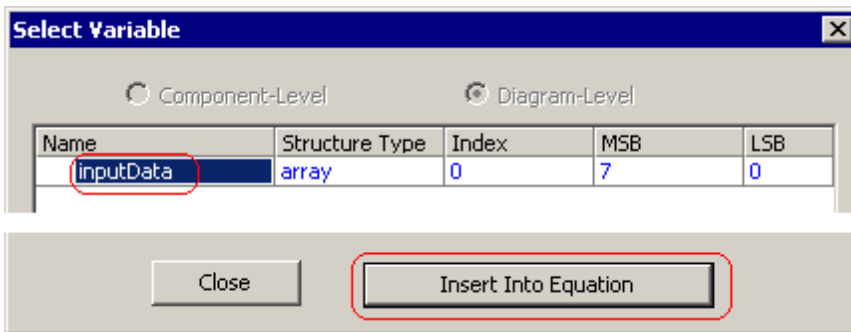 Select Variable
Component-Level Diagram-Level
Name Structure Type Index MSB LSB
inputData array 0 7 0
Close Insert Into Equation